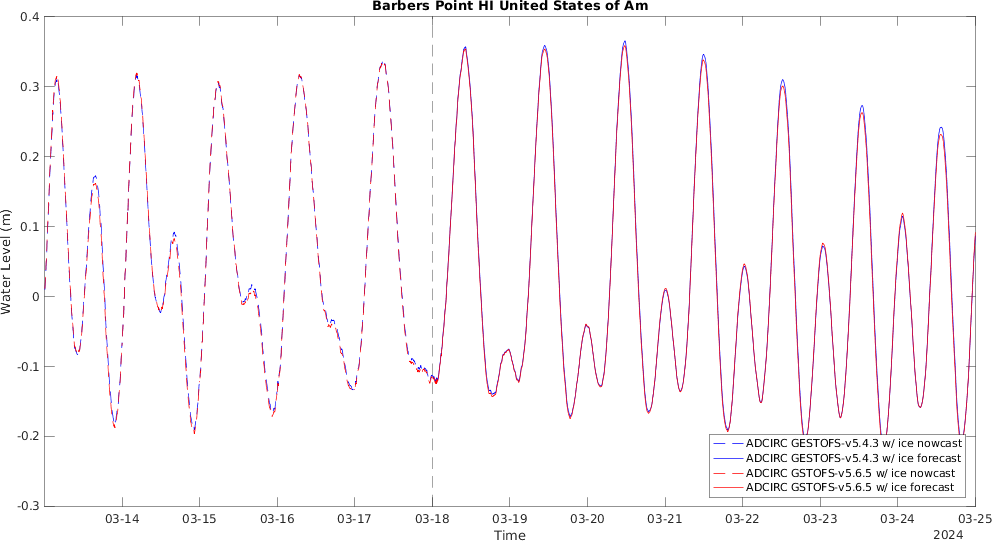 Barbers Point HI United States of Am
0.4
0.3
0.2
0.1
0
-0.1
-0.2
-0.3
Water Level (m)
03-14 03-15 03-16 03-17 03-18 03-19 03-20 03-21 03-22 03-23 03-24 03-25
Time
2024
ADCIRC GESTOFS-v5.4.3 w/ ice nowcast
ADCIRC GESTOFS-v5.4.3 w/ ice forecast
ADCIRC GSTOFS-v5.6.5 w/ ice nowcast
ADCIRC GSTOFS-v5.6.5 w/ ice forecast